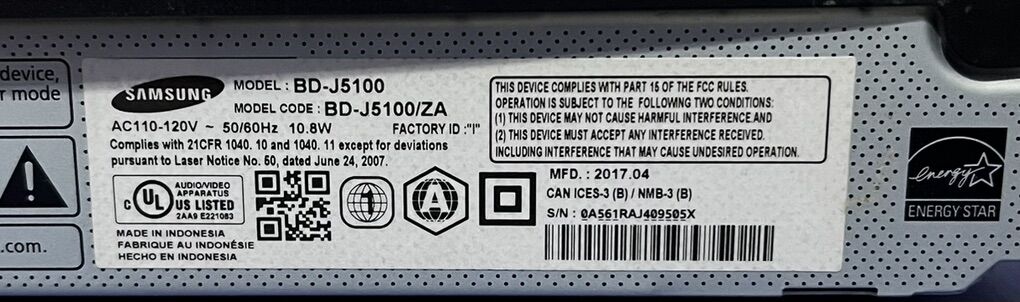 device,
r mode
.com.
SAMSUNG
MODEL : BD-J5100
MODEL CODE : BD-J5100/ZA
AC110-120V ~ 50/60Hz 10.8W FACTORY ID :"I"
Complies with 21CFR 1040. 10 and 1040. 11 except for deviations
pursuant to Laser Notice No. 50, dated June 24, 2007.
C UL US LISTED
AUDIO/VIDEO
APPARATUS
2AA9 E221083
A
MADE IN INDONESIA
FABRIQUE AU INDONÉSIE
HECHO EN INDONESIA
THIS DEVICE COMPLIES WITH PART 15 OF THE FCC RULES.
OPERATION IS SUBJECT TO THE FOLLOWING TWO CONDITIONS:
(1) THIS DEVICE MAY NOT CAUSE HARMFUL INTERFERENCE.AND
(2) THIS DEVICE MUST ACCEPT ANY INTERFERENCE RECEIVED.
INCLUDING INTERFERENCE THAT MAY CAUSE UNDESIRED OPERATION.
MFD. : 2017.04
CAN ICES-3 (B) / NMB-3 (B)
S/N : 0A561RAJ409505X
energy
ENERGY STAR